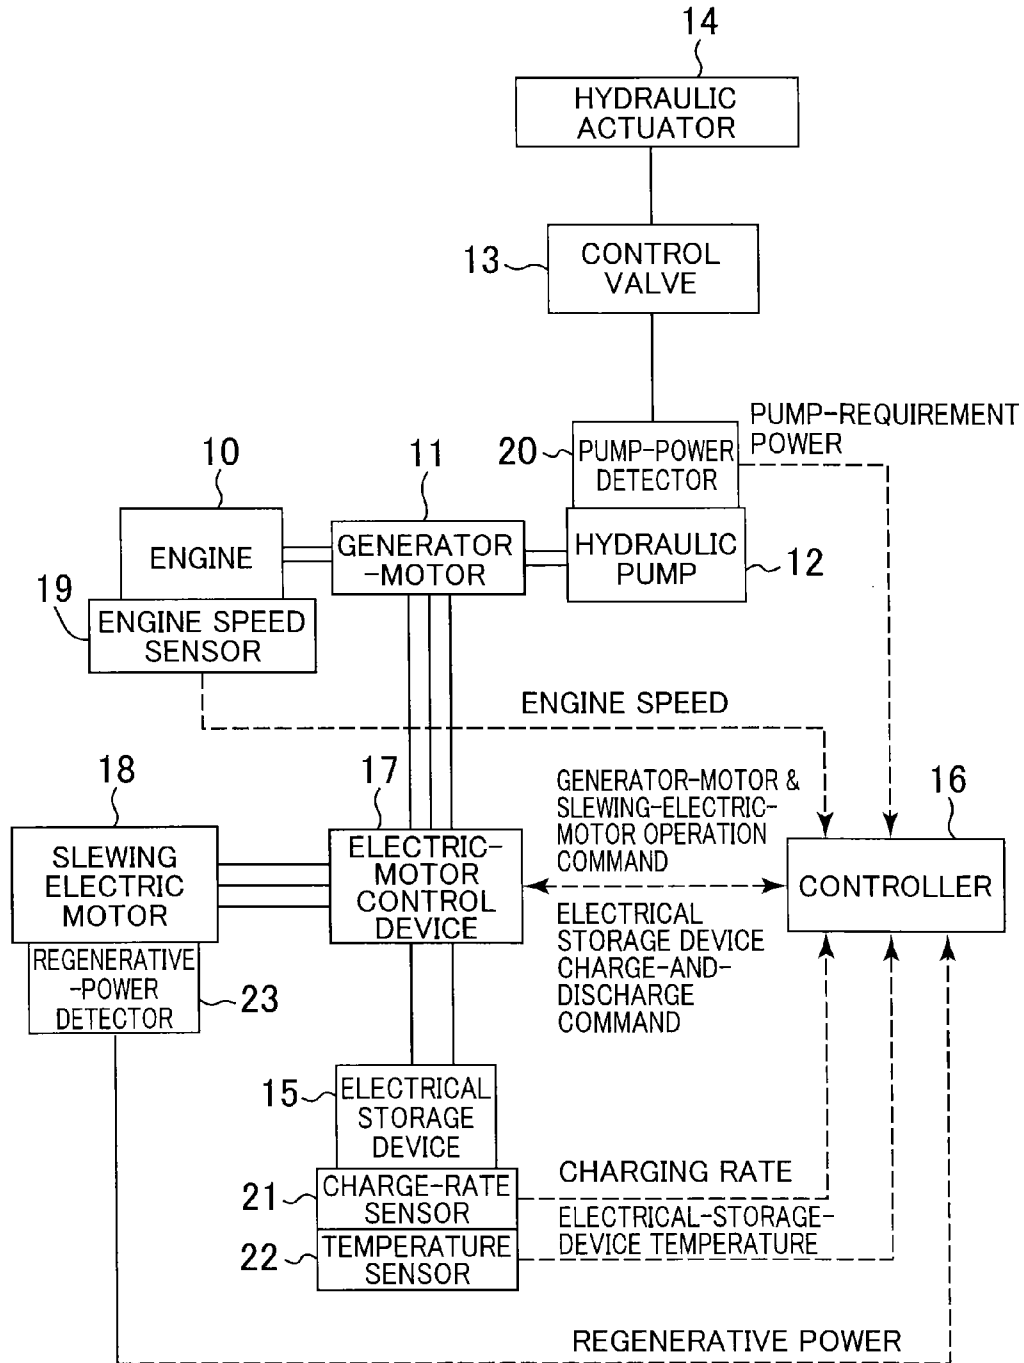 14
HYDRAULIC
ACTUATOR
13
CONTROL
VALVE
PUMP-REQUIREMENT
POWER
20
PUMP-POWER
DETECTOR
10
11
ENGINE
GENERATOR
-MOTOR
HYDRAULIC
PUMP
12
19
ENGINE SPEED
SENSOR
ENGINE SPEED
18
17
GENERATOR-MOTOR &
SLEWING-ELECTRIC-
MOTOR OPERATION
COMMAND
16
SLEWING
ELECTRIC
MOTOR
ELECTRIC-
MOTOR
CONTROL
DEVICE
CONTROLLER
ELECTRICAL
STORAGE DEVICE
CHARGE-AND-
DISCHARGE
COMMAND
REGENERATIVE
-POWER
DETECTOR
23
15
ELECTRICAL
STORAGE
DEVICE
CHARGING RATE
21
CHARGE-RATE
SENSOR
ELECTRICAL-STORAGE-
DEVICE TEMPERATURE
22
TEMPERATURE
SENSOR
REGENERATIVE POWER